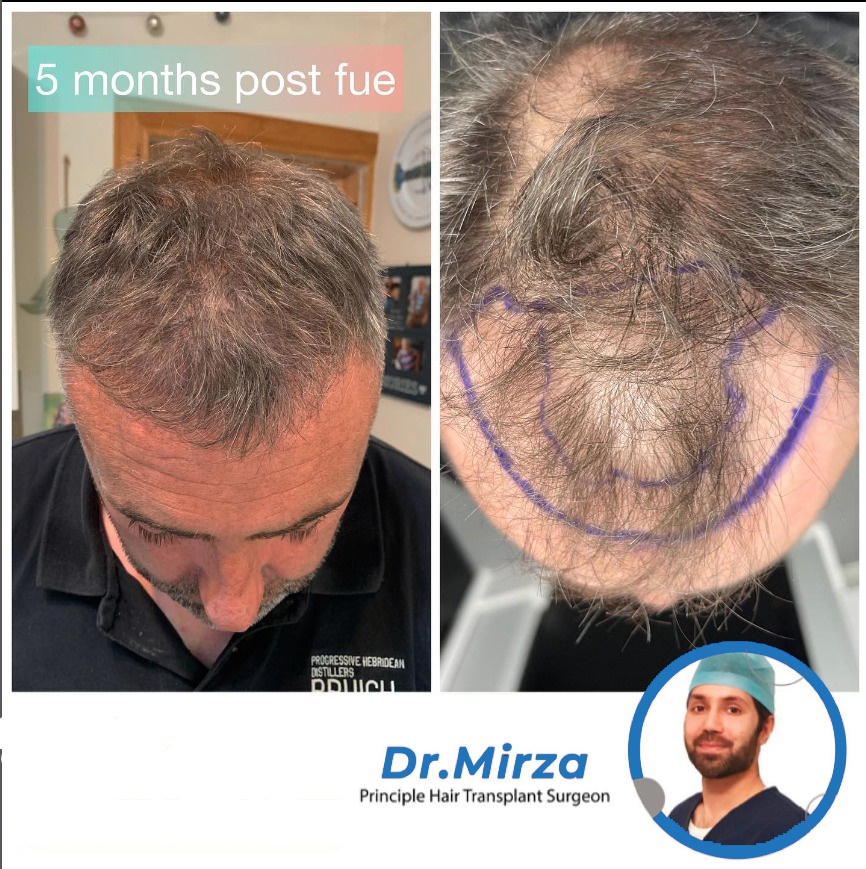 5 months post fue
PROGRESSIVE HEBRIDEAN
DISTILLERS
Dr.Mirza
Principle Hair Transplant Surgeon